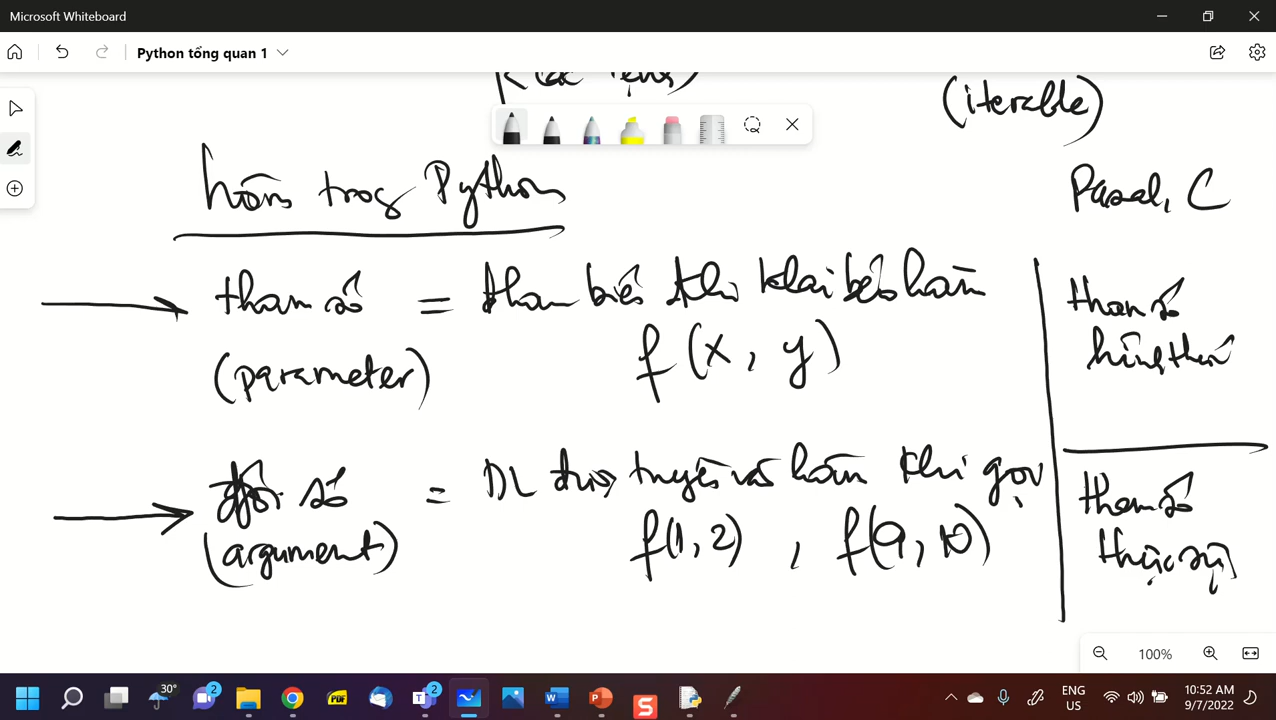 Microsoft Whiteboard
Python tổng quan 1
(iterable)
hàm trong Python
Pascal, C
tham số = tham biến khi khai báo hàm
(parameter)
f(x, y)
tham số
hình thức
đối số = DL được truyền vào hàm khi gọi
(argument)
f(1, 2) , f(9, 10)
tham số
thực sự
100%
30°
2
2
ENG
US
10:52 AM
9/7/2022